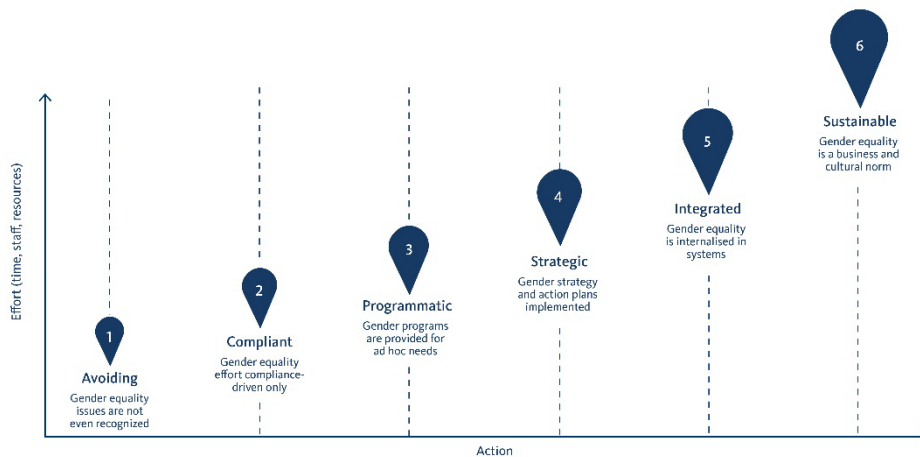 6
Sustainable
Gender equality
is a business and
cultural norm
5
Integrated
Gender equality
is internalised in
systems
4
Strategic
Gender strategy
and action plans
implemented
3
Programmatic
Gender programs
are provided for
ad hoc needs
2
Compliant
Gender equality
effort compliance-
driven only
1
Avoiding
Gender equality
issues are not
even recognized
Effort (time, staff, resources)
Action